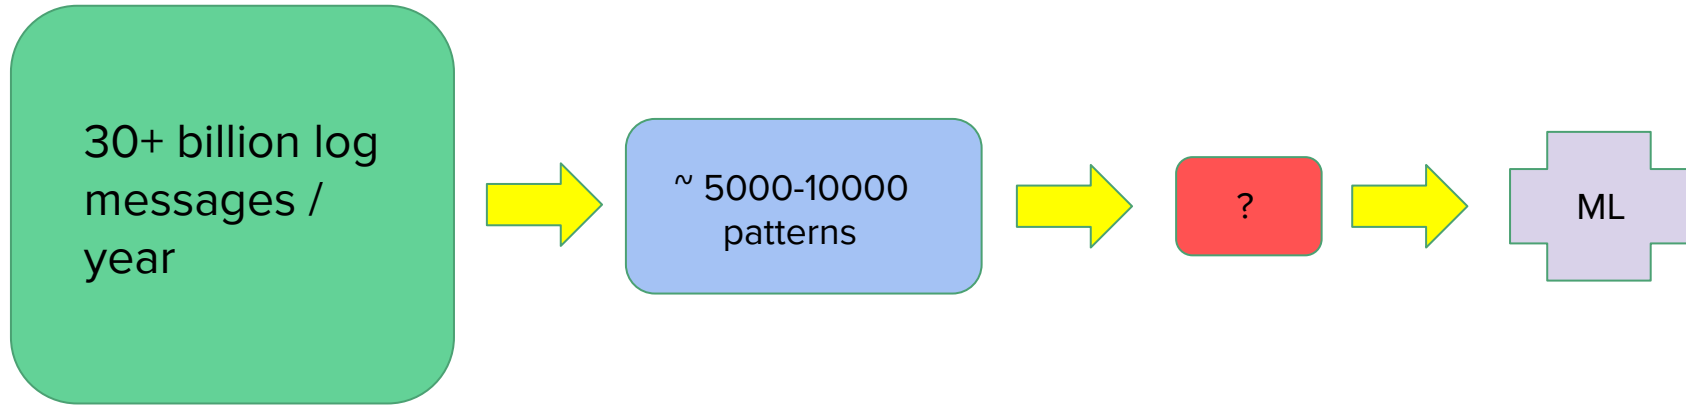 30+ billion log
messages /
year
~ 5000-10000
patterns
?
ML